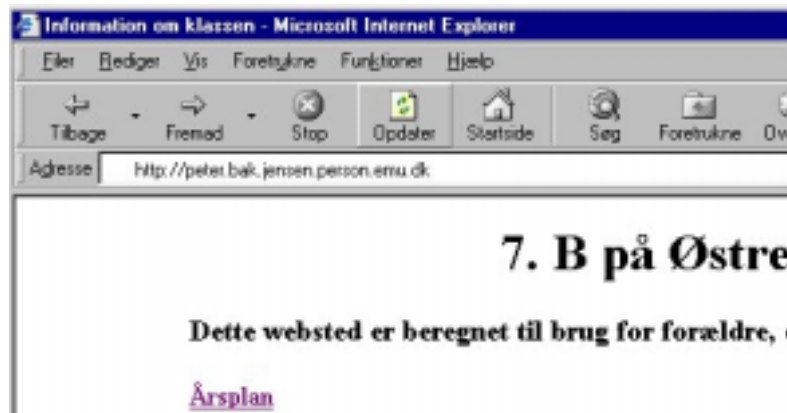 Information om klassen - Microsoft Internet Explorer
Filer Rediger Vis Foretrukne Funktioner Hjælp
Tilbage Fremad Stop Opdater Startside Søg Foretrukne
Adresse http://peter.bak.jensen.person.emu.dk
7. B på Østre
Dette websted er beregnet til brug for forældre,
Årsplan